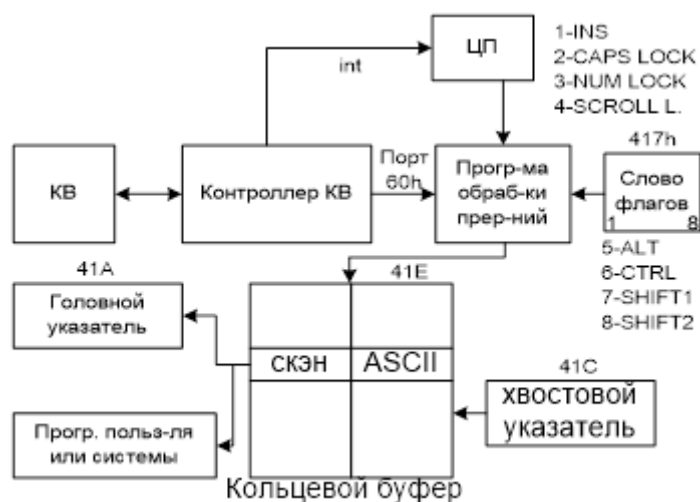 ЦП
1-INS
2-CAPS LOCK
3-NUM LOCK
4-SCROLL L.
int
417h
КВ
Контроллер КВ
Порт
60h
Прогр-ма
обраб-ки
прер-ний
Слово
флагов
1 8
5-ALT
6-CTRL
7-SHIFT1
8-SHIFT2
41A
41E
Головной
указатель
СКЭН
ASCII
41C
ХВОСТОВОЙ
указатель
Прогр. польз-ля
или системы
Кольцевой буфер